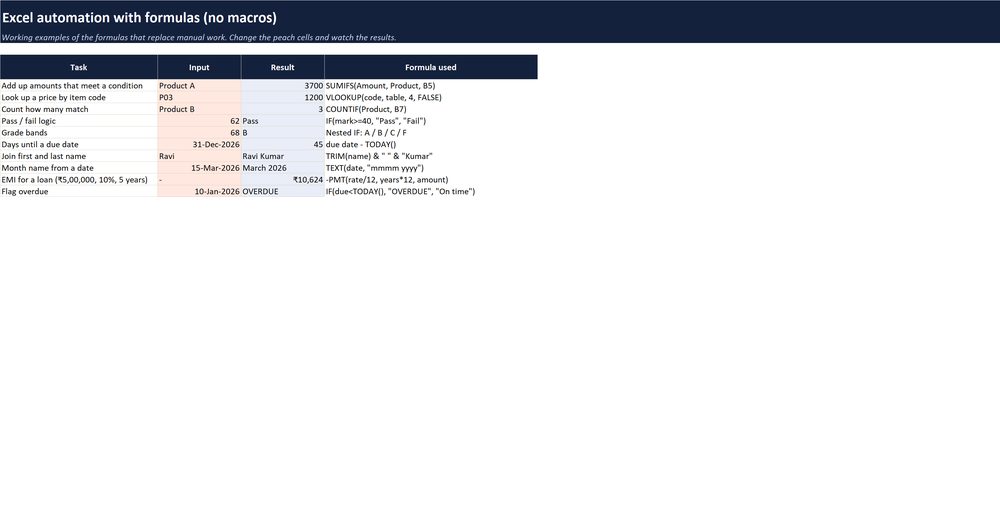 Excel automation with formulas (no macros)
Working examples of the formulas that replace manual work. Change the peach cells and watch the results.
Task Input Result Formula used
Add up amounts that meet a condition Product A 3700 SUMIFS(Amount, Product, B5)
Look up a price by item code P03 1200 VLOOKUP(code, table, 4, FALSE)
Count how many match Product B 3 COUNTIF(Product, B7)
Pass / fail logic 62 Pass IF(mark>=40, "Pass", "Fail")
Grade bands 68 B Nested IF: A / B / C / F
Days until a due date 31-Dec-2026 45 due date - TODAY()
Join first and last name Ravi Ravi Kumar TRIM(name) & " " & "Kumar"
Month name from a date 15-Mar-2026 March 2026 TEXT(date, "mmmm yyyy")
EMI for a loan (₹5,00,000, 10%, 5 years) - ₹10,624 -PMT(rate/12, years*12, amount)
Flag overdue 10-Jan-2026 OVERDUE IF(due<TODAY(), "OVERDUE", "On time")